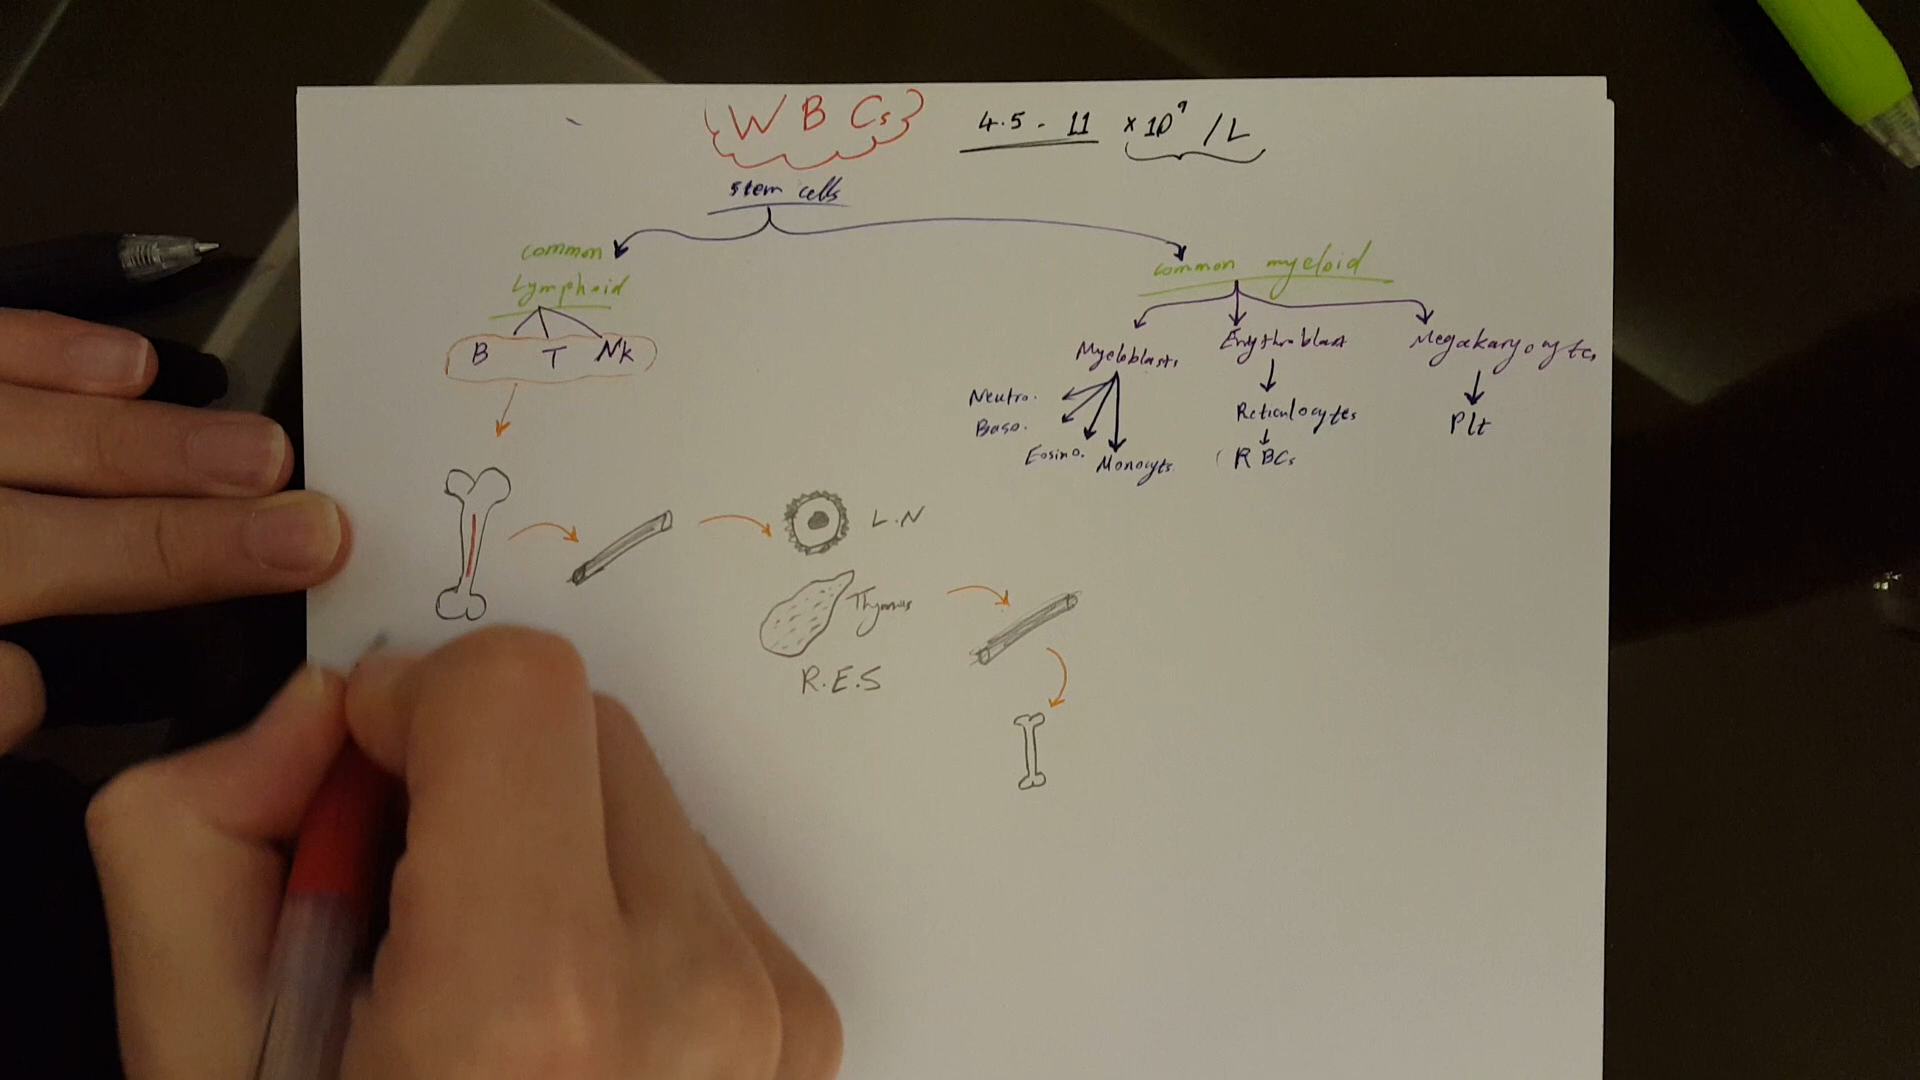 WBCs 4.5 - 11 x10⁹ /L
stem cells
common
Lymphoid
common myeloid
B T Nk
Myeloblasts
Erythroblast
Megakaryocytes
Neutro.
Baso.
Eosino.
Monocyts
Reticulocytes
RBCs
Plt
L.N
Thymus
R.E.S